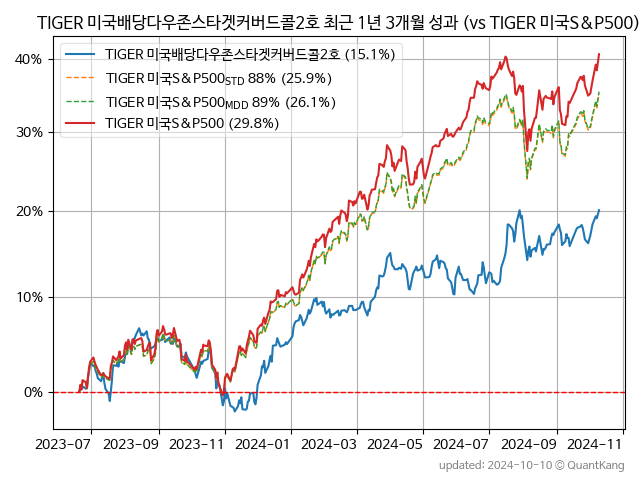 TIGER 미국배당다우존스타겟커버드콜2호 최근 1년 3개월 성과 (vs TIGER 미국S&P500)
TIGER 미국배당다우존스타겟커버드콜2호 (15.1%)
TIGER 미국S&P500STD 88% (25.9%)
TIGER 미국S&P500MDD 89% (26.1%)
TIGER 미국S&P500 (29.8%)
40%
30%
20%
10%
0%
2023-07 2023-09 2023-11 2024-01 2024-03 2024-05 2024-07 2024-09 2024-11
updated: 2024-10-10 © QuantKang